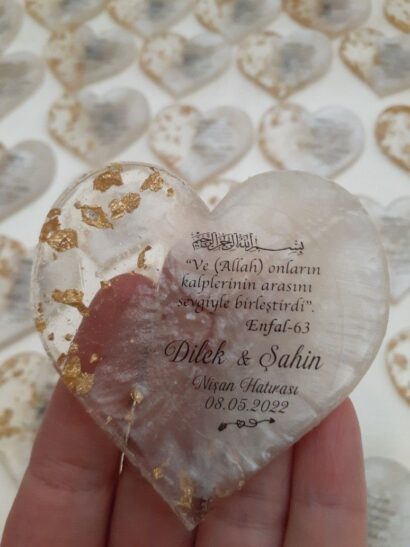 بسم الله الرحمن الرحيم
“Ve (Allah) onların
kalplerinin arasını
sevgiyle birleştirdi”.
Enfal-63
Dilek & Şahin
Nişan Hatırası
08.05.2022